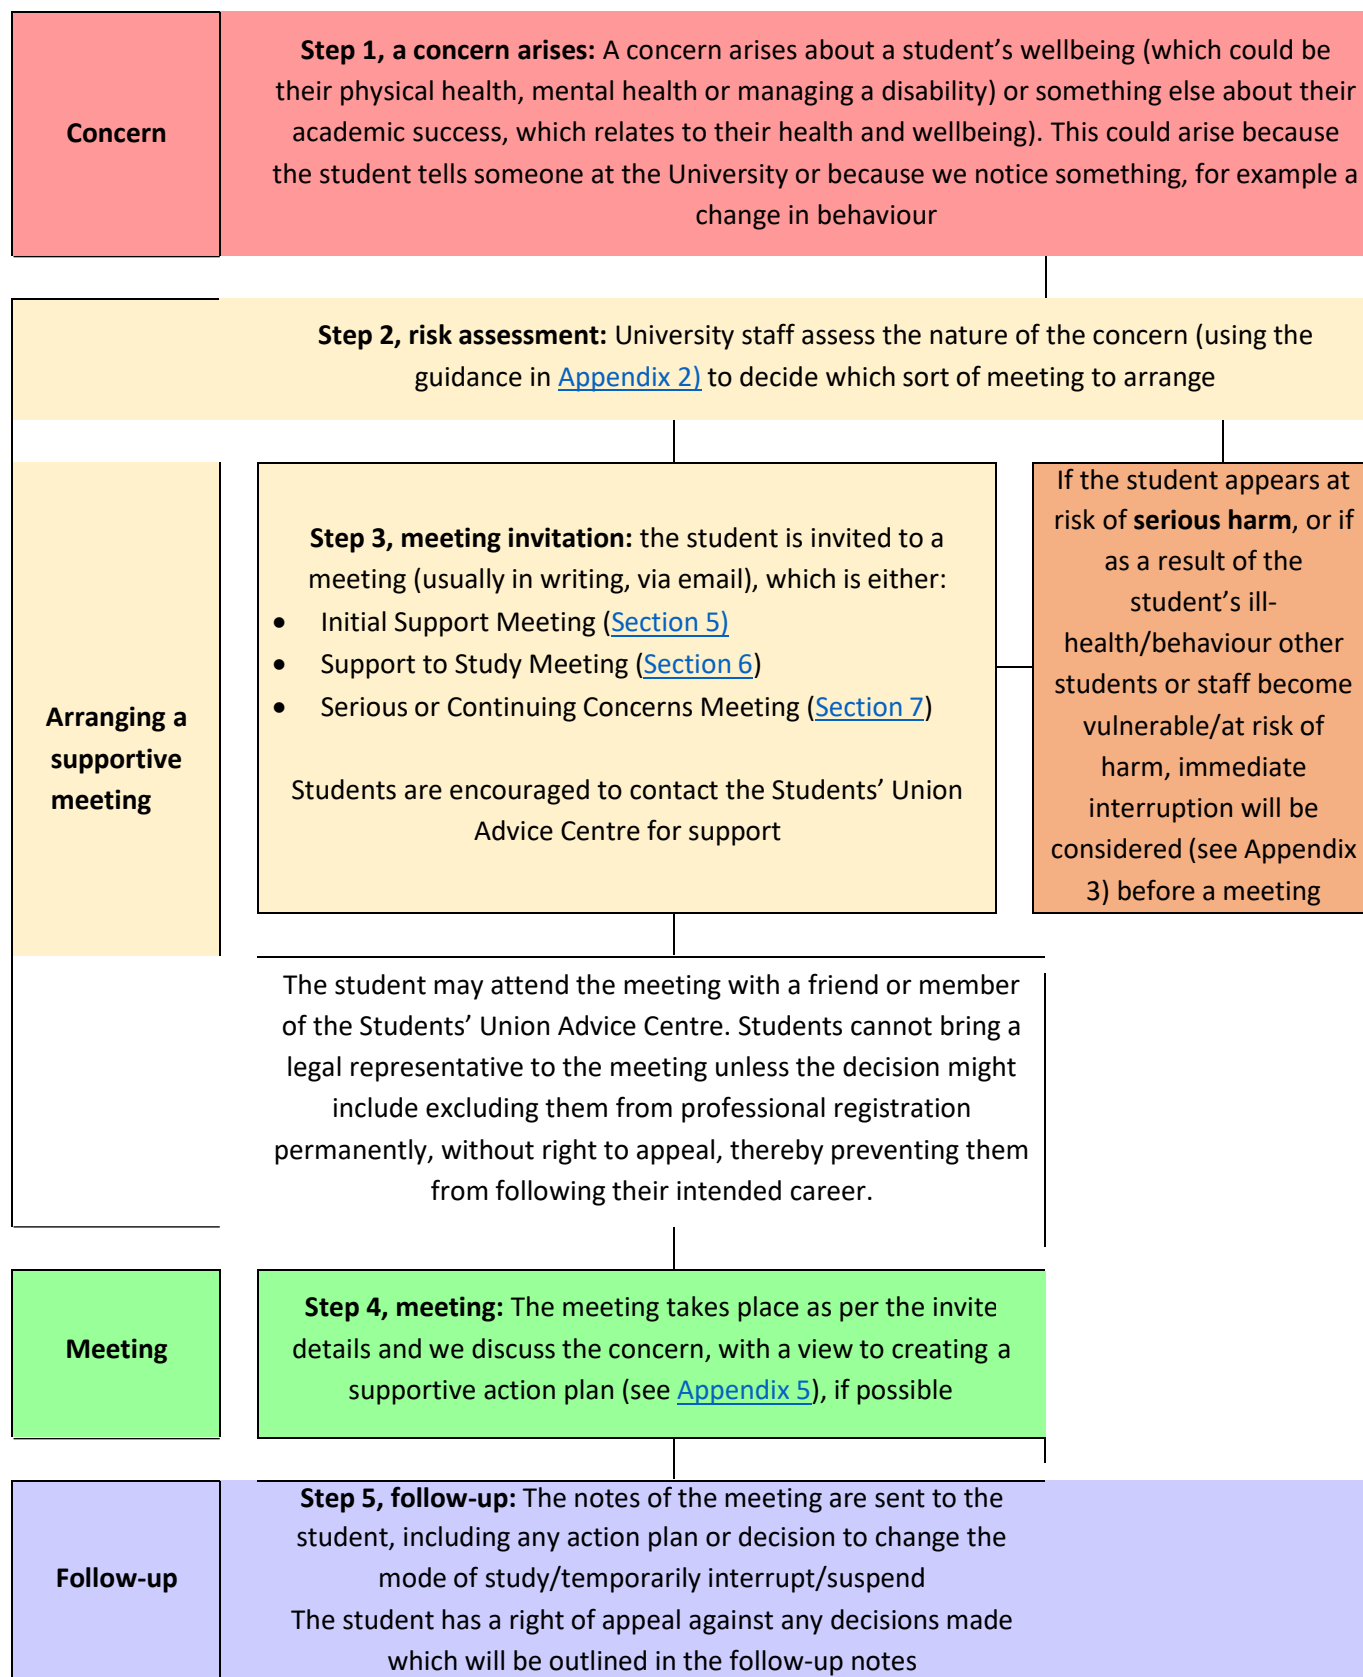 Concern
Step 1, a concern arises: A concern arises about a student’s wellbeing (which could be
their physical health, mental health or managing a disability) or something else about their
academic success, which relates to their health and wellbeing). This could arise because
the student tells someone at the University or because we notice something, for example a
change in behaviour
Step 2, risk assessment: University staff assess the nature of the concern (using the
guidance in Appendix 2) to decide which sort of meeting to arrange
Arranging a
supportive
meeting
Step 3, meeting invitation: the student is invited to a
meeting (usually in writing, via email), which is either:
• Initial Support Meeting (Section 5)
• Support to Study Meeting (Section 6)
• Serious or Continuing Concerns Meeting (Section 7)
Students are encouraged to contact the Students’ Union
Advice Centre for support
If the student appears at
risk of serious harm, or if
as a result of the
student’s ill-
health/behaviour other
students or staff become
vulnerable/at risk of
harm, immediate
interruption will be
considered (see Appendix
3) before a meeting
The student may attend the meeting with a friend or member
of the Students’ Union Advice Centre. Students cannot bring a
legal representative to the meeting unless the decision might
include excluding them from professional registration
permanently, without right to appeal, thereby preventing them
from following their intended career.
Meeting
Step 4, meeting: The meeting takes place as per the invite
details and we discuss the concern, with a view to creating a
supportive action plan (see Appendix 5), if possible
Follow-up
Step 5, follow-up: The notes of the meeting are sent to the
student, including any action plan or decision to change the
mode of study/temporarily interrupt/suspend
The student has a right of appeal against any decisions made
which will be outlined in the follow-up notes